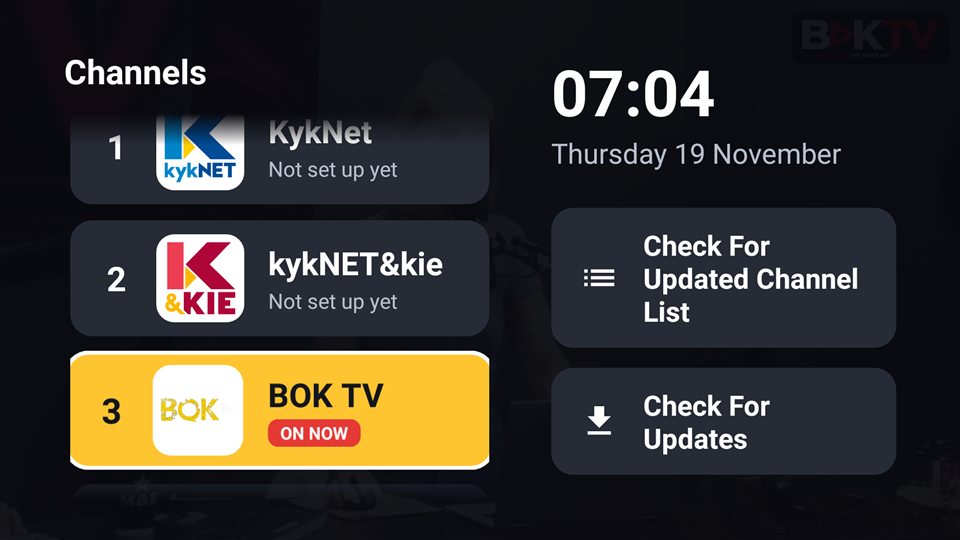 BOKTV
Channels
07:04
Thursday 19 November
1
kykNET
KykNet
Not set up yet
2
K
&KIE
kykNET&kie
Not set up yet
3
BOK
BOK TV
ON NOW
Check For
Updated Channel
List
Check For
Updates